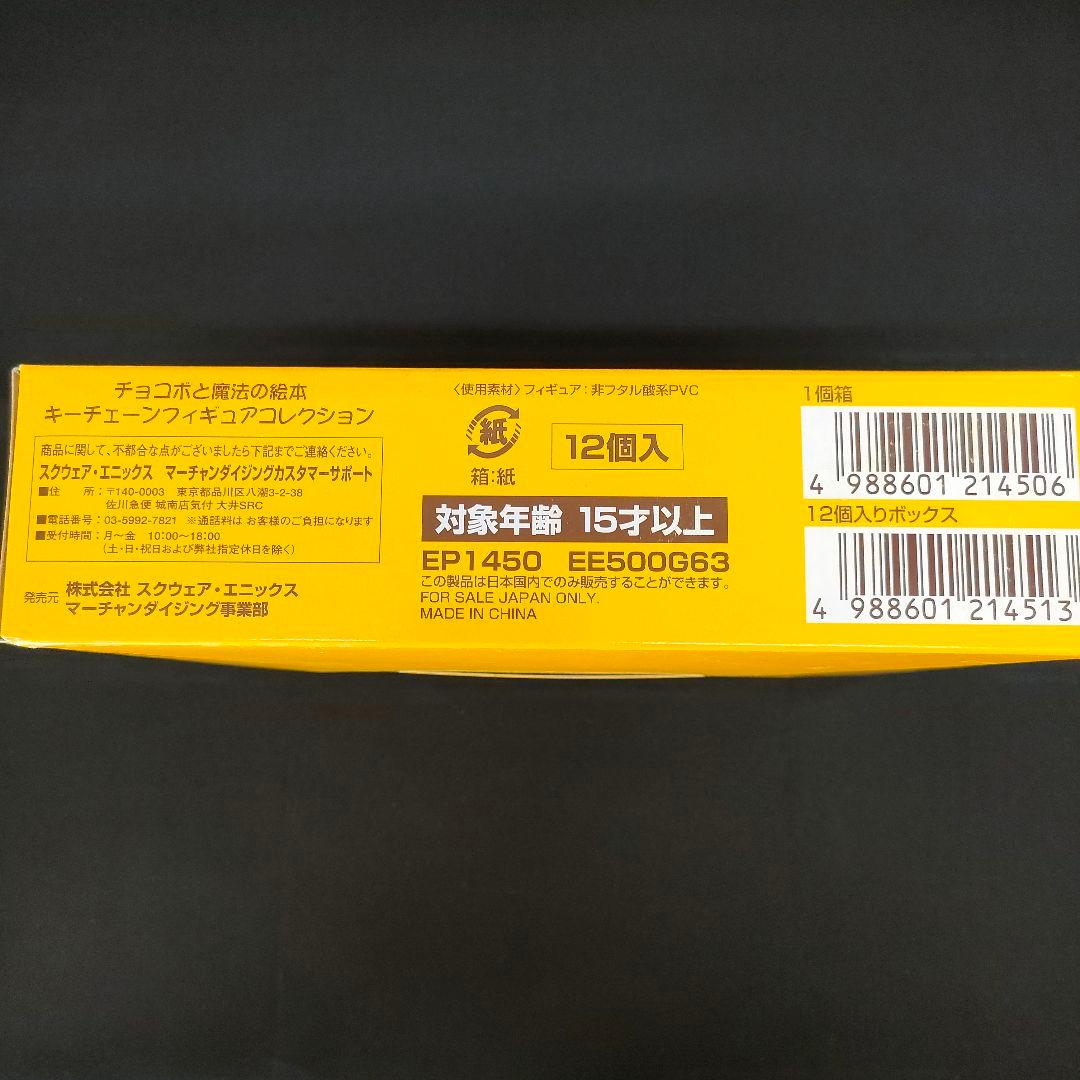 チョコボと魔法の絵本
キーチェーンフィギュアコレクション
商品に関して、不都合な点がございましたら下記までご連絡ください。
スクウェア・エニックス マーチャンダイジングカスタマーサポート
■住 所：〒140-0003 東京都品川区八潮3-2-38
佐川急便 城南店気付 大井SRC
■電話番号：03-5992-7821 ※通話料は お客様のご負担になります
■受付時間：月～金 10:00～18:00
（土・日・祝日および弊社指定休日を除く）
発売元 株式会社 スクウェア・エニックス
マーチャンダイジング事業部
〈使用素材〉フィギュア：非フタル酸系PVC
紙
箱：紙
12個入
対象年齢 15才以上
EP1450 EE500G63
この製品は日本国内でのみ販売することができます。
FOR SALE JAPAN ONLY.
MADE IN CHINA
1個箱
4 988601 214506
12個入りボックス
4 988601 214513